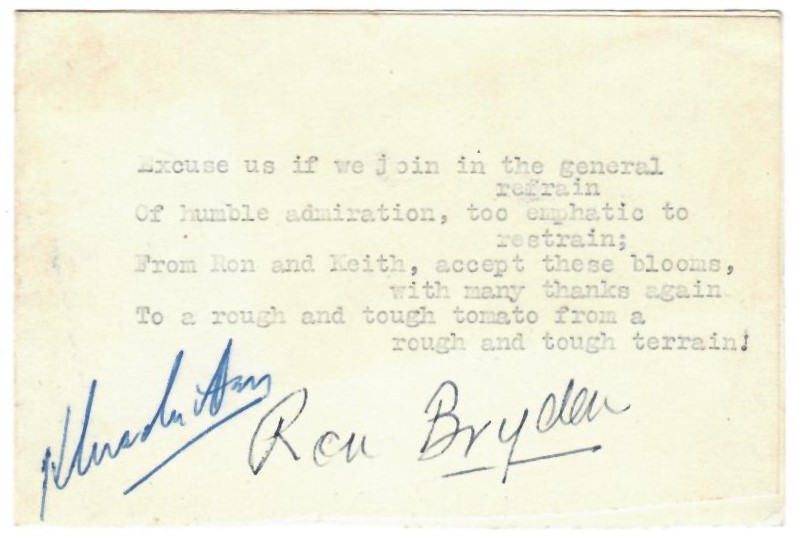 Excuse us if we join in the general
refrain
Of humble admiration, too emphatic to
restrain;
From Ron and Keith, accept these blooms,
with many thanks again
To a rough and tough tomato from a
rough and tough terrain!
Ron Bryden